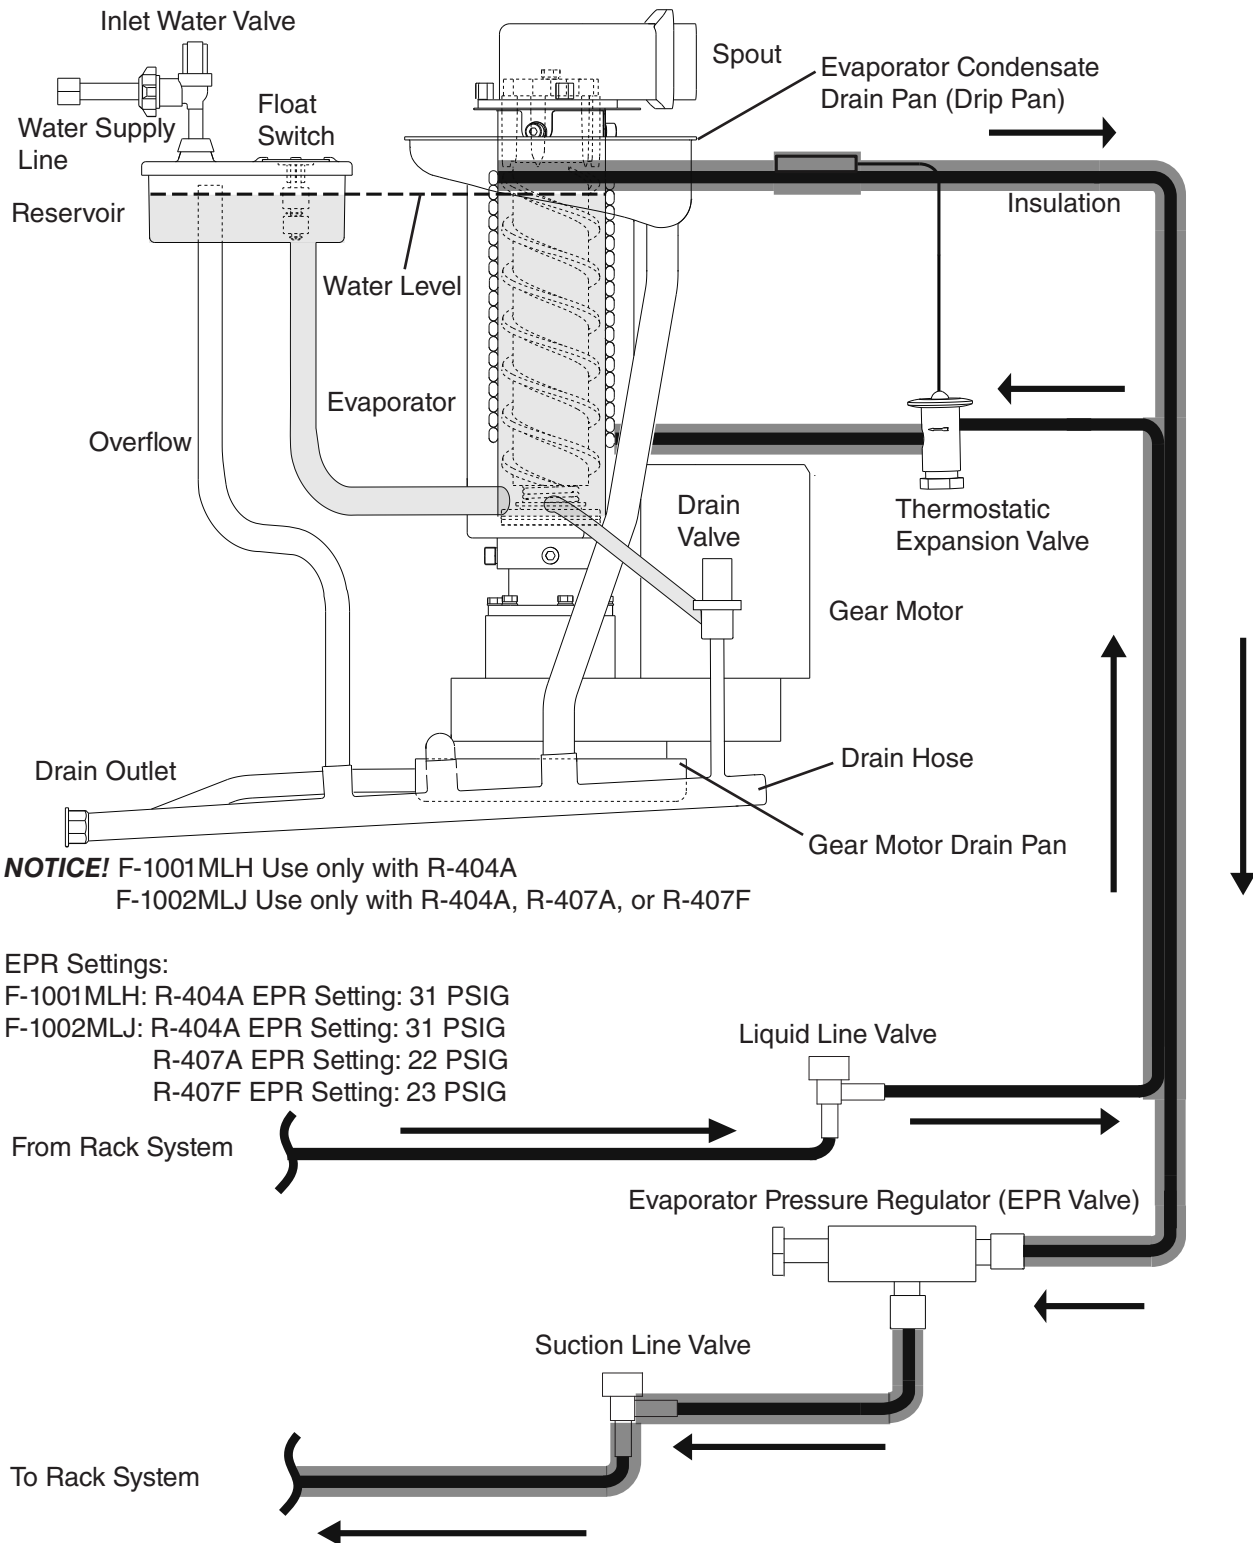 Inlet Water Valve
Spout
Evaporator Condensate
Drain Pan (Drip Pan)
Float
Switch
Water Supply
Line
Reservoir
Insulation
Water Level
Evaporator
Overflow
Drain
Valve
Thermostatic
Expansion Valve
Gear Motor
Drain Outlet
Drain Hose
Gear Motor Drain Pan
NOTICE! F-1001MLH Use only with R-404A
F-1002MLJ Use only with R-404A, R-407A, or R-407F
EPR Settings:
F-1001MLH: R-404A EPR Setting: 31 PSIG
F-1002MLJ: R-404A EPR Setting: 31 PSIG
R-407A EPR Setting: 22 PSIG
R-407F EPR Setting: 23 PSIG
Liquid Line Valve
From Rack System
Evaporator Pressure Regulator (EPR Valve)
Suction Line Valve
To Rack System